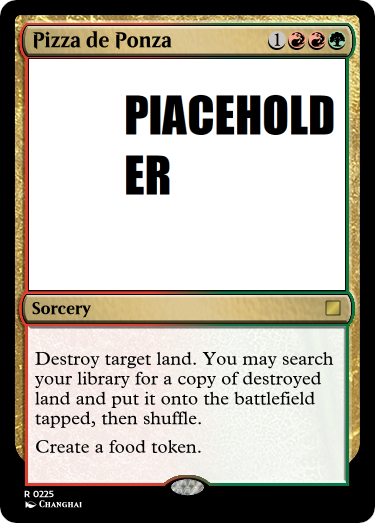 Pizza de Ponza 1
PIACEHOLD
ER
Sorcery
Destroy target land. You may search
your library for a copy of destroyed
land and put it onto the battlefield
tapped, then shuffle.
Create a food token.
R 0225
CHANGHAI